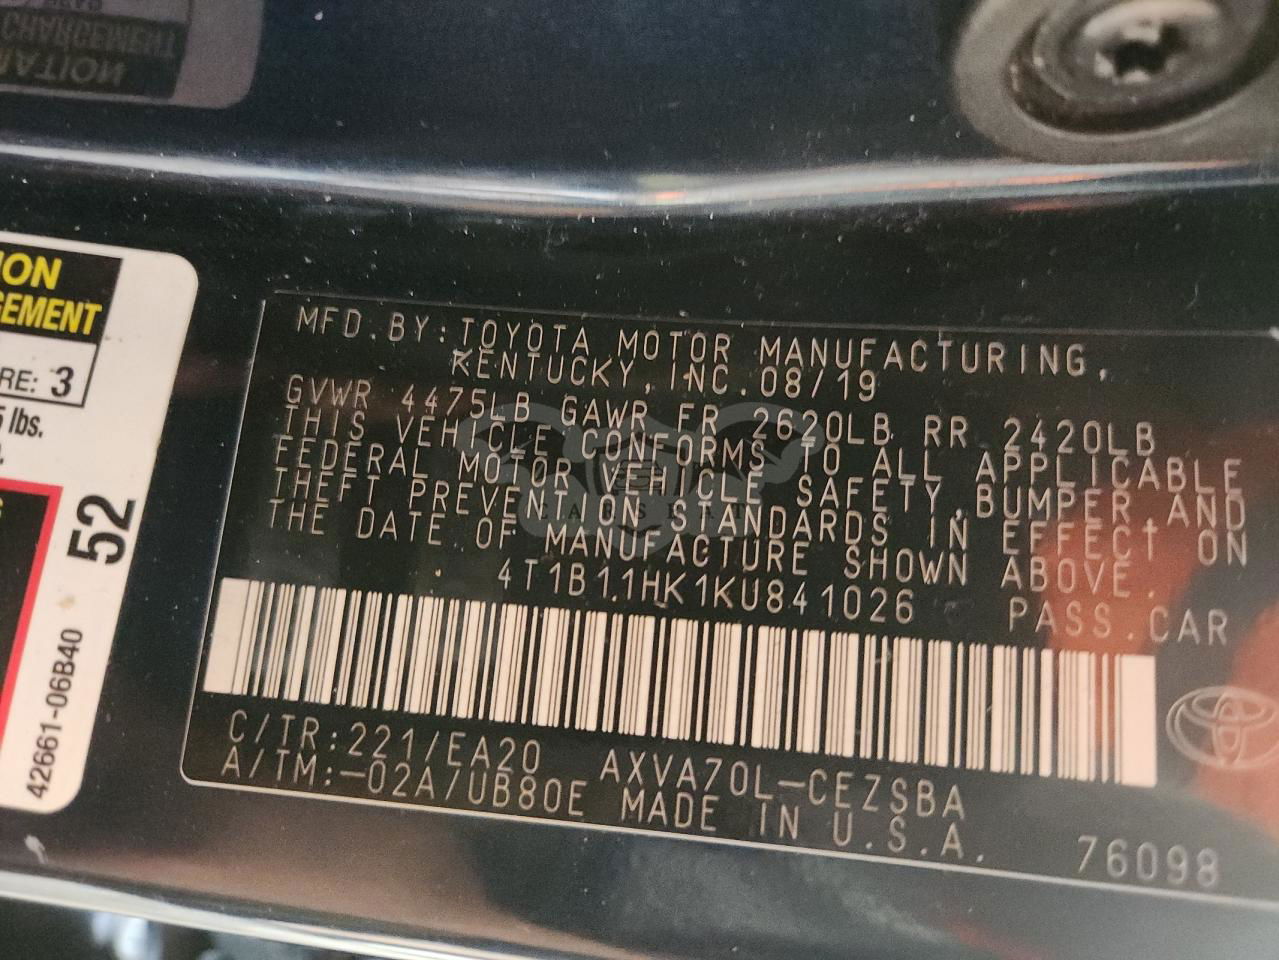 CHARGEMENT
ION
GEMENT
RE: 3
5 lbs.
52
42661-06B40
MFD.BY: TOYOTA MOTOR MANUFACTURING,
KENTUCKY, INC. 08/19
GVWR 4475LB GAWR FR 2620LB RR 2420LB
THIS VEHICLE CONFORMS TO ALL APPLICABLE
FEDERAL MOTOR VEHICLE SAFETY, BUMPER AND
THEFT PREVENTION STANDARDS IN EFFECT ON
THE DATE OF MANUFACTURE SHOWN ABOVE.
4T1B11HK1KU841026 PASS.CAR
C/TR:221/EA20 AXVA70L-CEZSBA
A/TM:-02A/UB80E MADE IN U.S.A. 76098